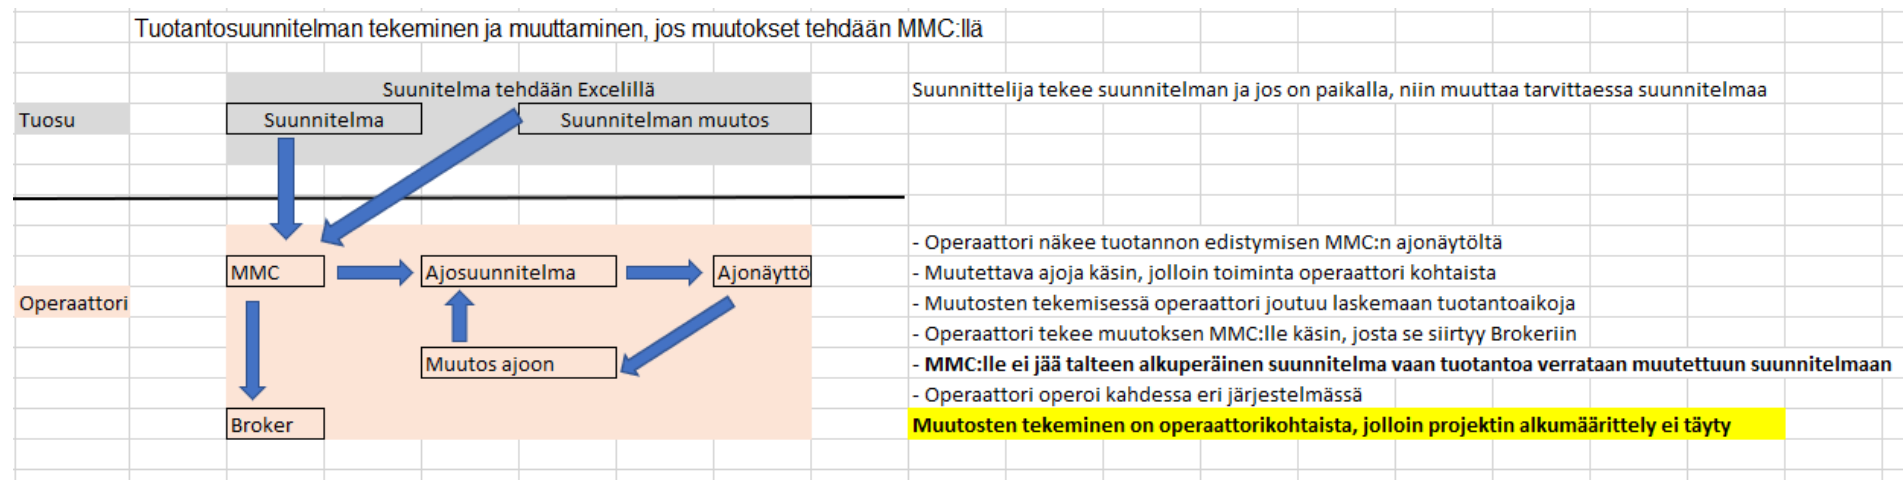 Tuotantosuunnitelman tekeminen ja muuttaminen, jos muutokset tehdään MMC:llä
Suunitelma tehdään Excelillä
Suunnittelija tekee suunnitelman ja jos on paikalla, niin muuttaa tarvittaessa suunnitelmaa
Tuosu
Suunnitelma
Suunnitelman muutos
- Operaattori näkee tuotannon edistymisen MMC:n ajonäytöltä
MMC
Ajosuunnitelma
Ajonäyttö
- Muutettava ajoja käsin, jolloin toiminta operaattori kohtaista
Operaattori
- Muutosten tekemisessä operaattori joutuu laskemaan tuotantoaikoja
- Operaattori tekee muutoksen MMC:lle käsin, josta se siirtyy Brokeriin
Muutos ajoon
- MMC:lle ei jää talteen alkuperäinen suunnitelma vaan tuotantoa verrataan muutettuun suunnitelmaan
- Operaattori operoi kahdessa eri järjestelmässä
Broker
Muutosten tekeminen on operaattorikohtaista, jolloin projektin alkumäärittely ei täyty